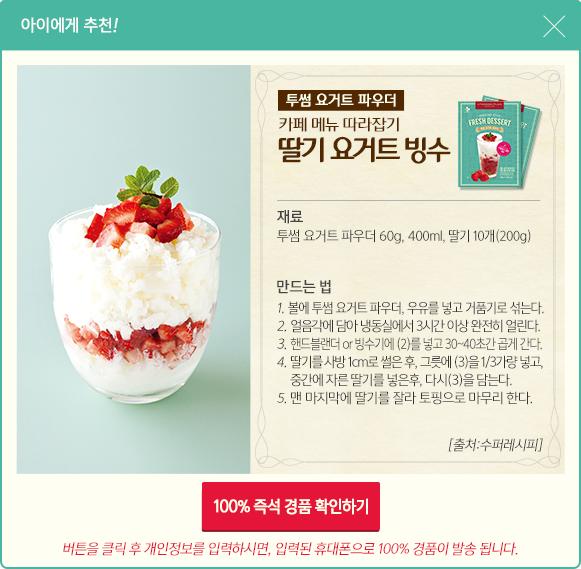 아이에게 추천!
투썸 요거트 파우더
카페 메뉴 따라잡기
딸기 요거트 빙수
FRESH DESSERT
재료
투썸 요거트 파우더 60g, 400ml, 딸기 10개(200g)
만드는 법
1. 볼에 투썸 요거트 파우더, 우유를 넣고 거품기로 섞는다.
2. 얼음각에 담아 냉동실에서 3시간 이상 완전히 얼린다.
3. 핸드블랜더 or 빙수기에 (2)를 넣고 30~40초간 곱게 간다.
4. 딸기를 사방 1cm로 썰은 후, 그릇에 (3)을 1/3가량 넣고,
중간에 자른 딸기를 넣은후, 다시(3)을 담는다.
5. 맨 마지막에 딸기를 잘라 토핑으로 마무리 한다.
[출처:수퍼레시피]
100% 즉석 경품 확인하기
버튼을 클릭 후 개인정보를 입력하시면, 입력된 휴대폰으로 100% 경품이 발송 됩니다.